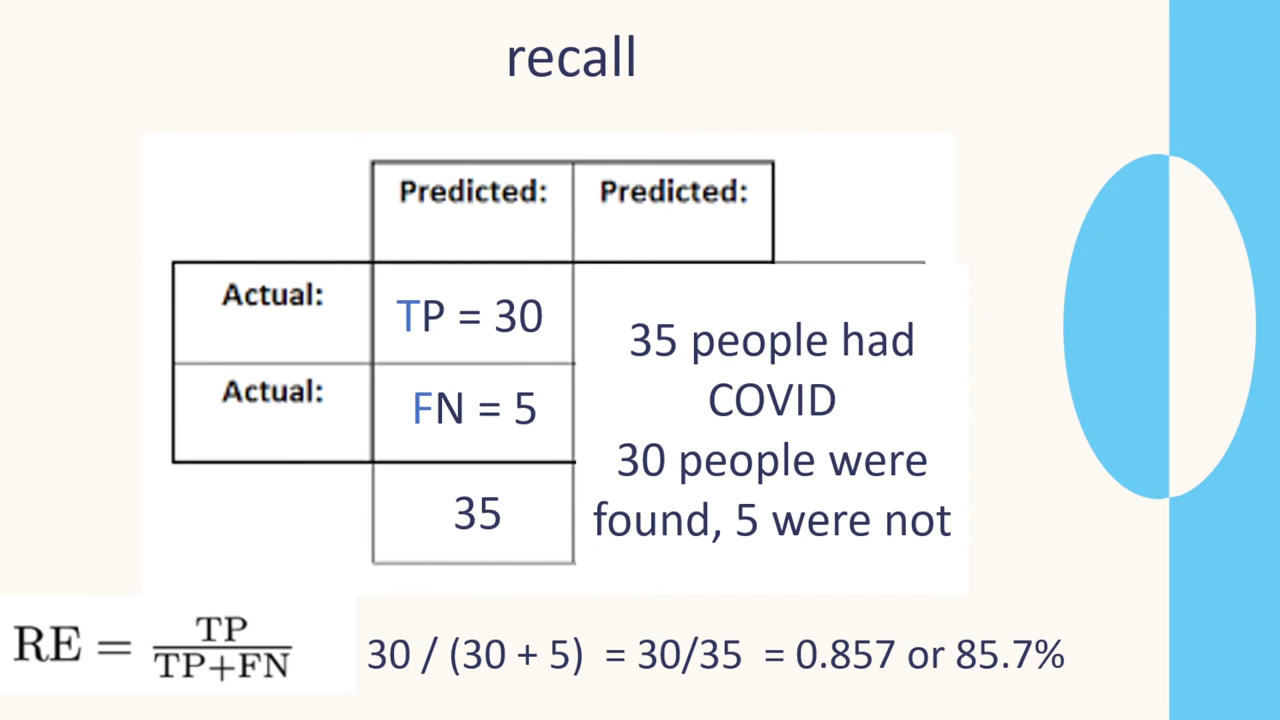 recall
Predicted: Predicted:
Actual: TP = 30
Actual: FN = 5
35
35 people had
COVID
30 people were
found, 5 were not
RE = TP / TP+FN
30 / (30 + 5) = 30/35 = 0.857 or 85.7%